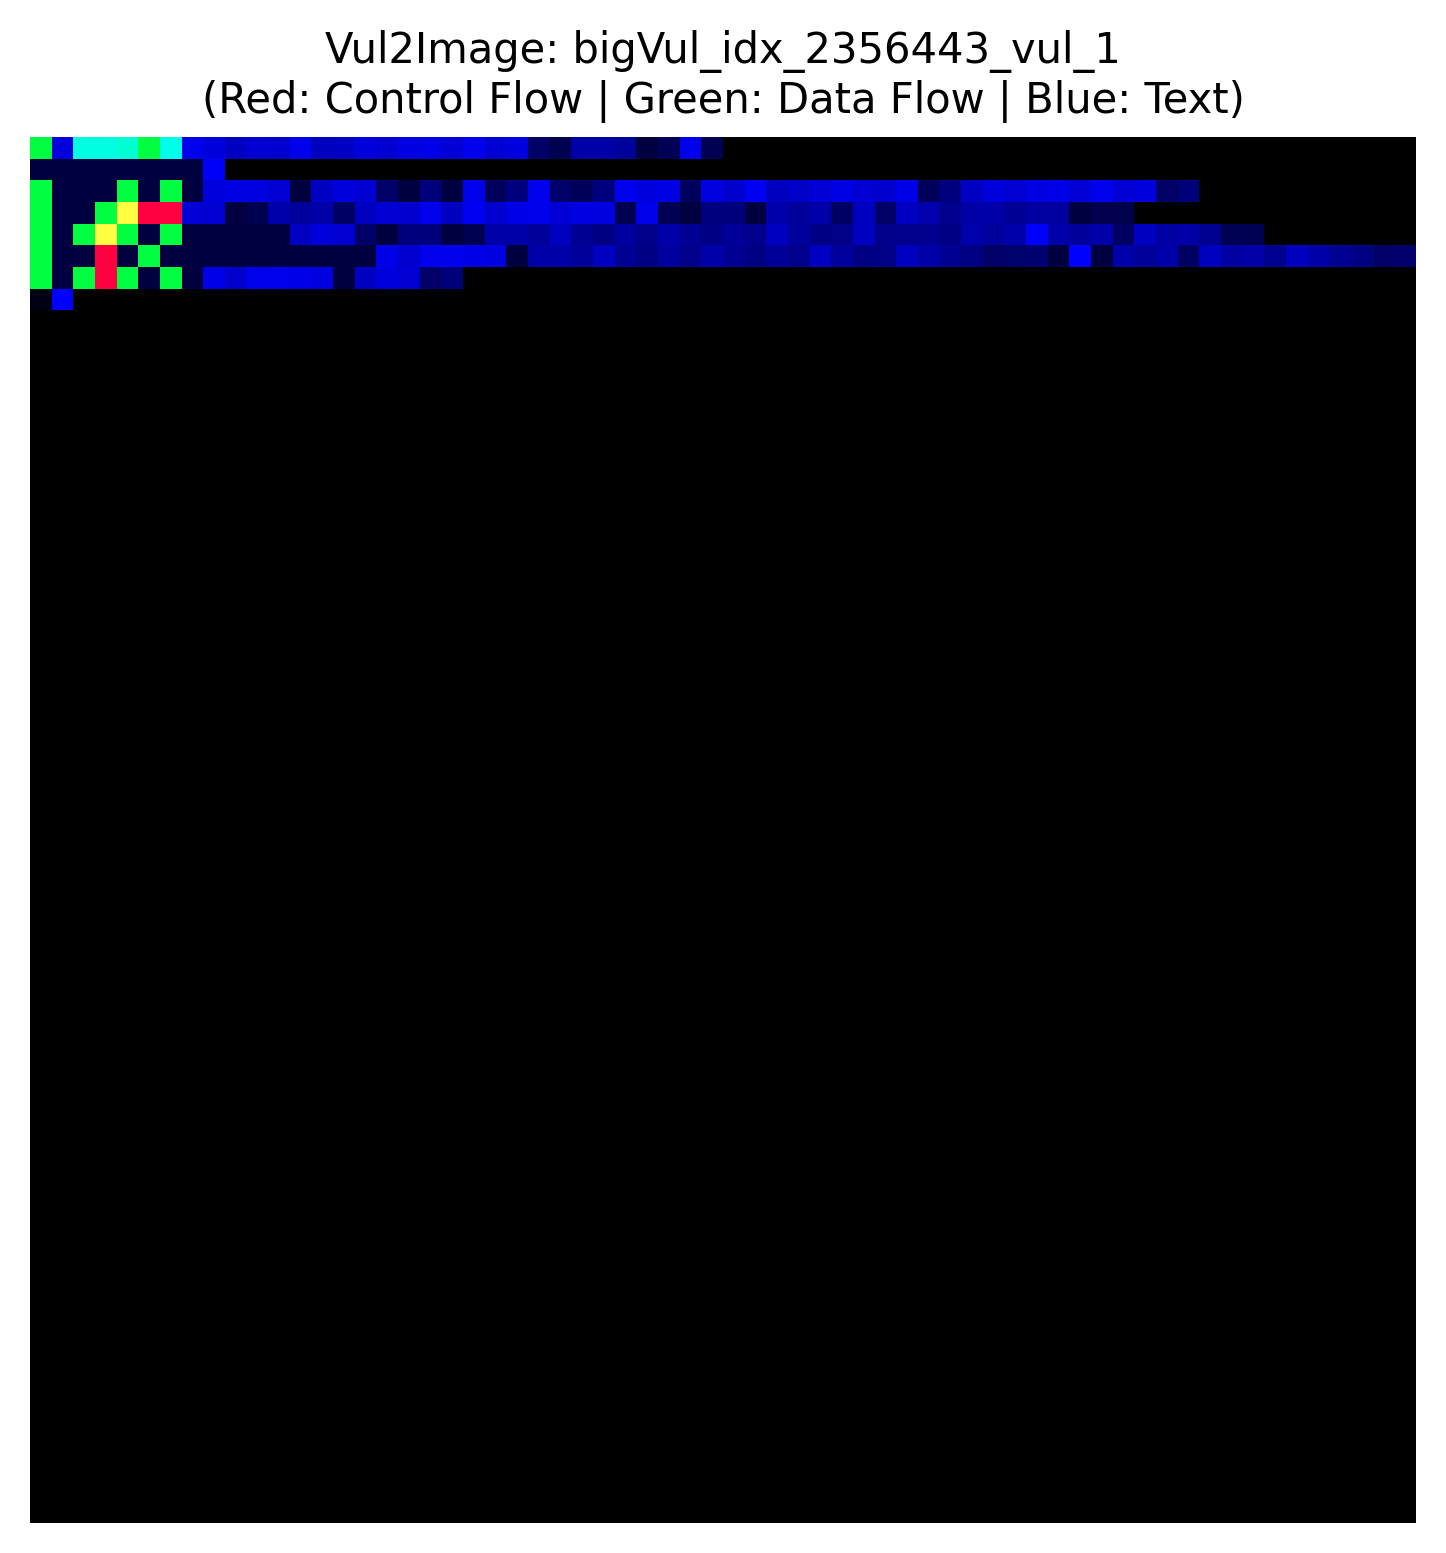 Vul2Image: bigVul_idx_2356443_vul_1
(Red: Control Flow | Green: Data Flow | Blue: Text)